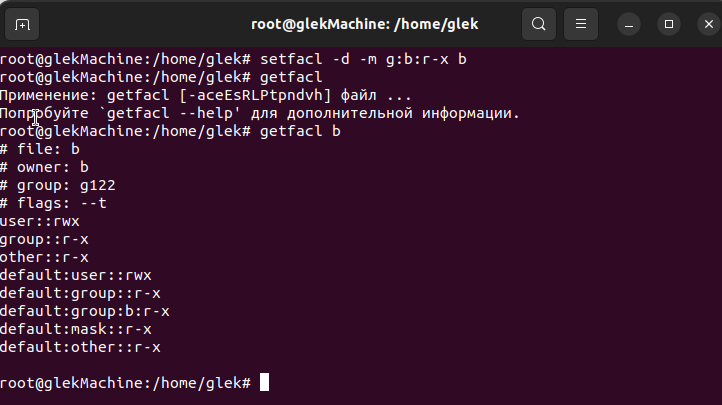 root@glekMachine: /home/glek
root@glekMachine:/home/glek# setfacl -d -m g:b:r-x b
root@glekMachine:/home/glek# getfacl
Применение: getfacl [-aceEsRLPtpndvh] файл ...
Попробуйте `getfacl --help' для дополнительной информации.
root@glekMachine:/home/glek# getfacl b
# file: b
# owner: b
# group: g122
# flags: --t
user::rwx
group::r-x
other::r-x
default:user::rwx
default:group::r-x
default:group:b:r-x
default:mask::r-x
default:other::r-x
root@glekMachine:/home/glek#